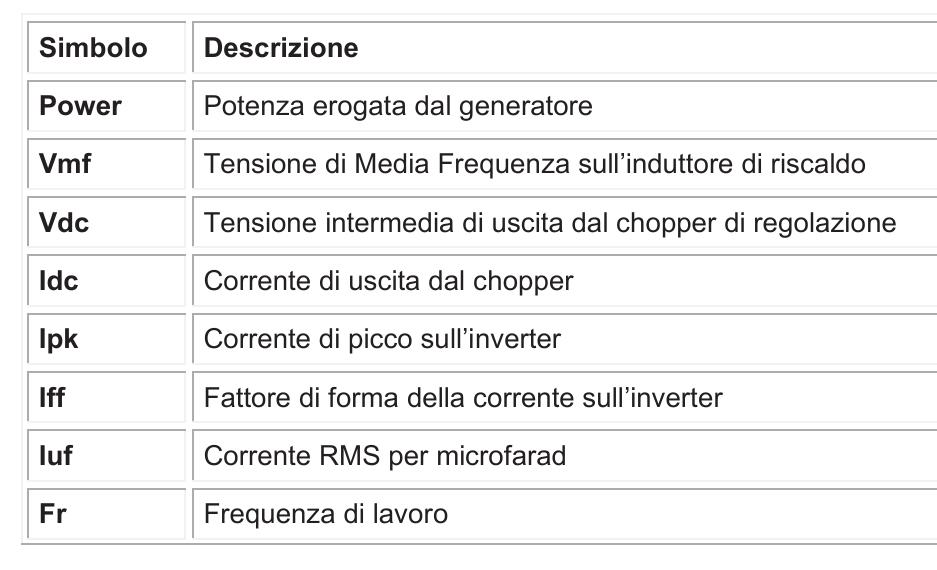 Simbolo Descrizione
Power Potenza erogata dal generatore
Vmf Tensione di Media Frequenza sull’induttore di riscaldo
Vdc Tensione intermedia di uscita dal chopper di regolazione
Idc Corrente di uscita dal chopper
Ipk Corrente di picco sull’inverter
Iff Fattore di forma della corrente sull’inverter
Iuf Corrente RMS per microfarad
Fr Frequenza di lavoro